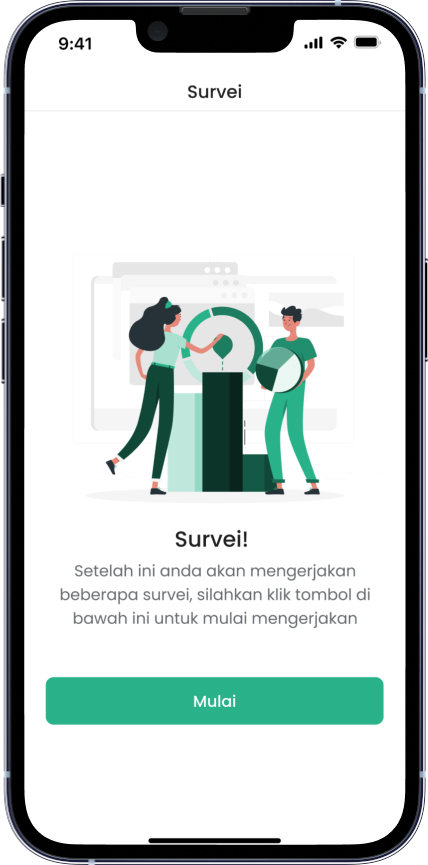 9:41
Survei
Survei!
Setelah ini anda akan mengerjakan
beberapa survei, silahkan klik tombol di
bawah ini untuk mulai mengerjakan
Mulai